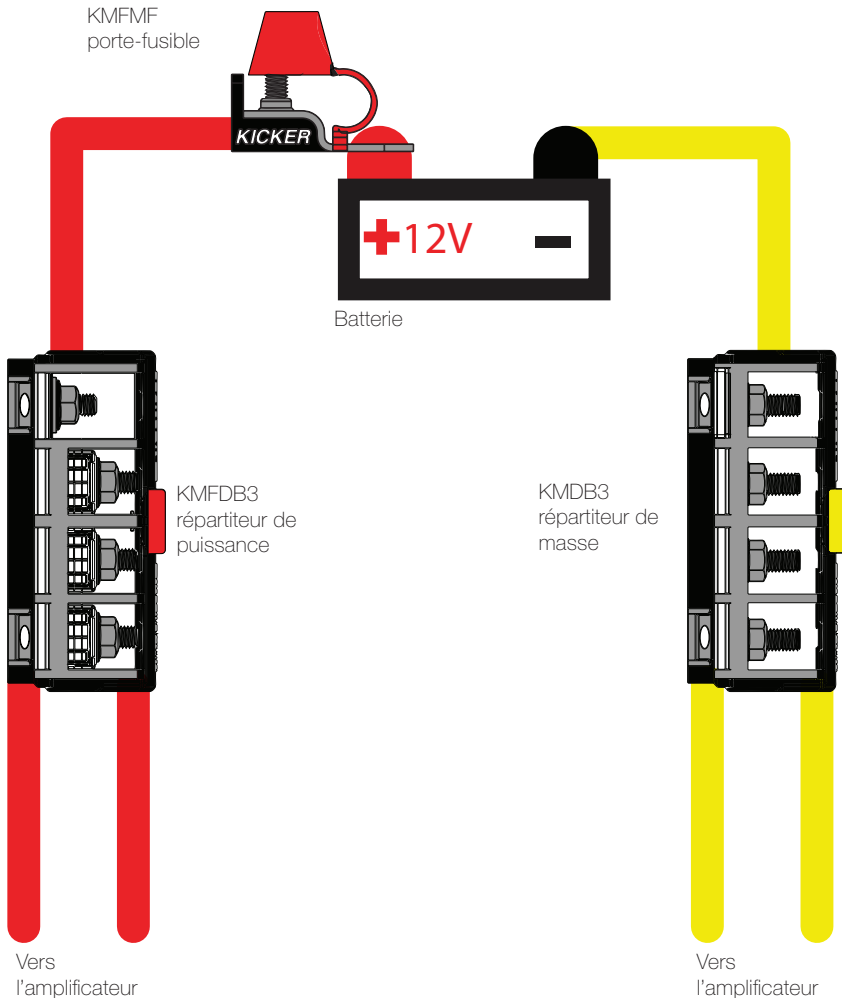 KMFMF
porte-fusible
KICKER
+12V -
Batterie
KMFDB3
répartiteur de
puissance
KMDB3
répartiteur de
masse
Vers
l’amplificateur
Vers
l’amplificateur